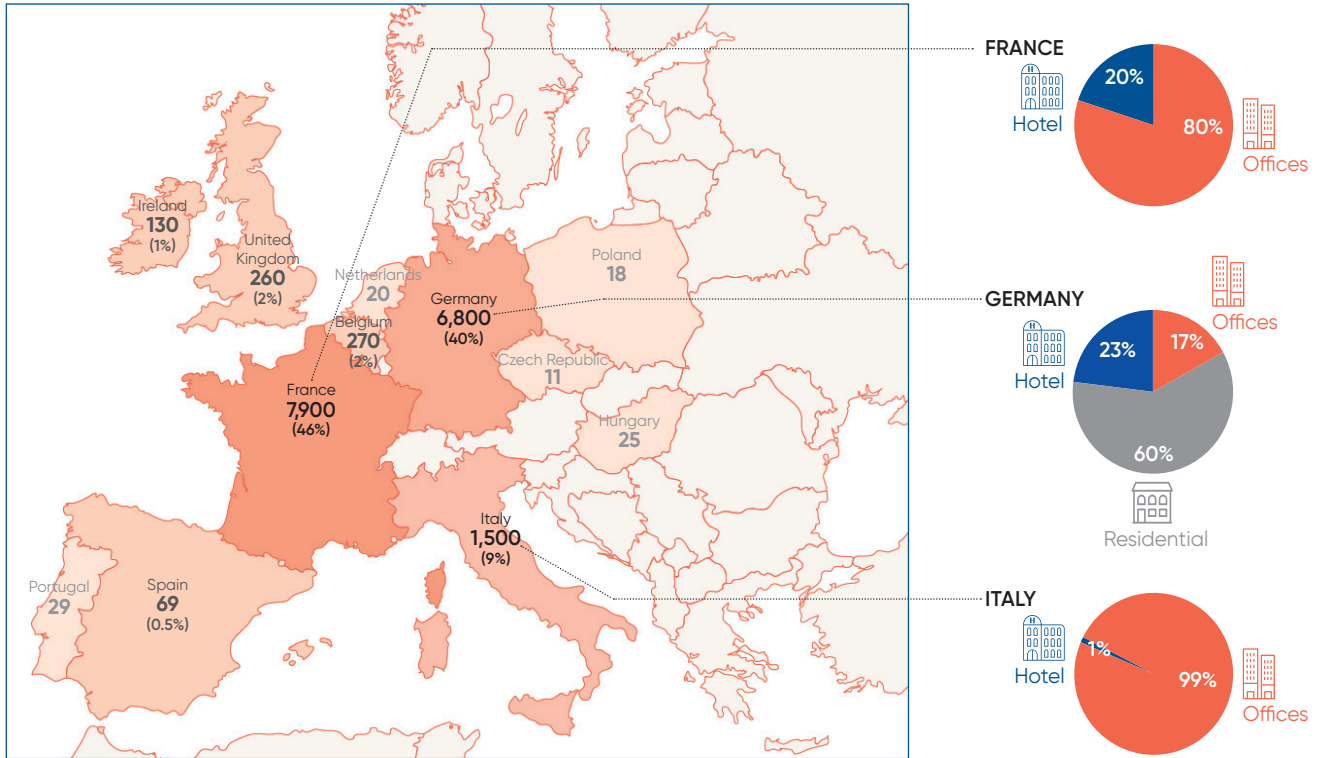 Ireland
130
(1%)
United
Kingdom
260
(2%)
Netherlands
20
Belgium
270
(2%)
Germany
6,800
(40%)
Poland
18
Czech Republic
11
France
7,900
(46%)
Hungary
25
Italy
1,500
(9%)
Portugal
29
Spain
69
(0.5%)
FRANCE
H
Hotel
20%
80%
Offices
GERMANY
H
Hotel
23%
17%
Offices
60%
Residential
ITALY
H
Hotel
1%
99%
Offices